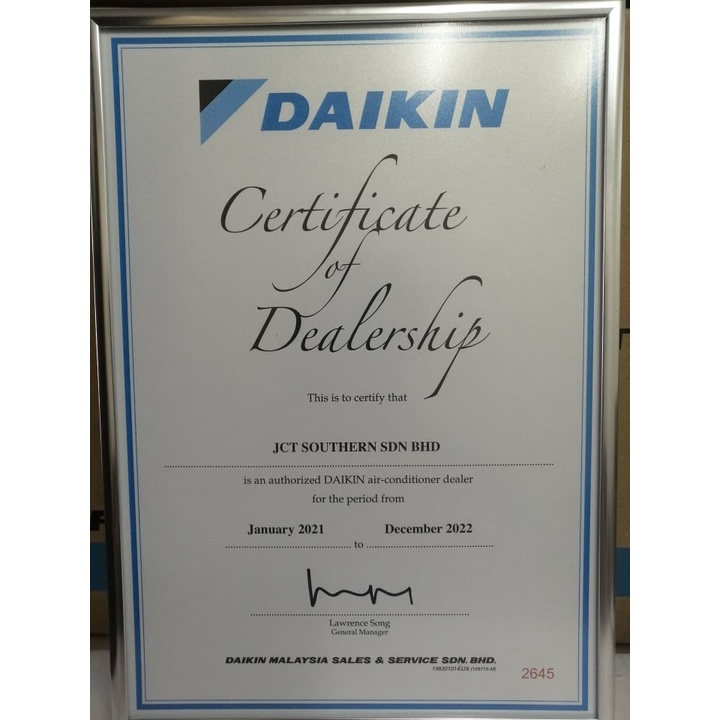 DAIKIN
Certificate
of
Dealership
This is to certify that
JCT SOUTHERN SDN BHD
is an authorized DAIKIN air-conditioner dealer
for the period from
January 2021 to December 2022
Lawrence Song
General Manager
DAIKIN MALAYSIA SALES & SERVICE SDN. BHD.
198301014326 (106719-M)
2645